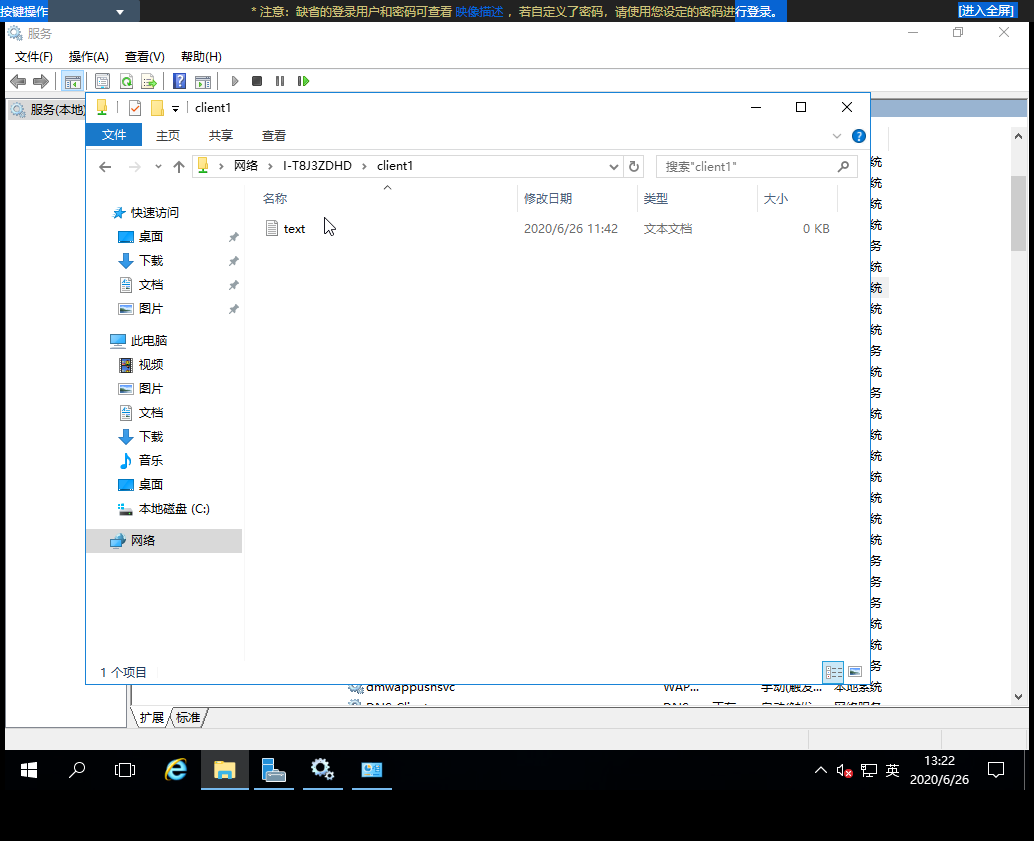 按键操作
* 注意：缺省的登录用户和密码可查看 映像描述 ，若自定义了密码，请使用您设定的密码进行登录。
[进入全屏]
服务
文件(F) 操作(A) 查看(V) 帮助(H)
服务(本地)
client1
文件 主页 共享 查看
网络 I-T8J3ZDHD client1
搜索"client1"
名称 修改日期 类型 大小
text 2020/6/26 11:42 文本文档 0 KB
快速访问
桌面
下载
文档
图片
此电脑
视频
图片
文档
下载
音乐
桌面
本地磁盘 (C:)
网络
1 个项目
统
统
统
统
务
统
统
统
统
务
统
务
统
统
统
统
统
统
统
务
务
务
统
统
务
dmwappushsvc WAP... 手动(触发... 本地系统
扩展 标准
英
13:22
2020/6/26